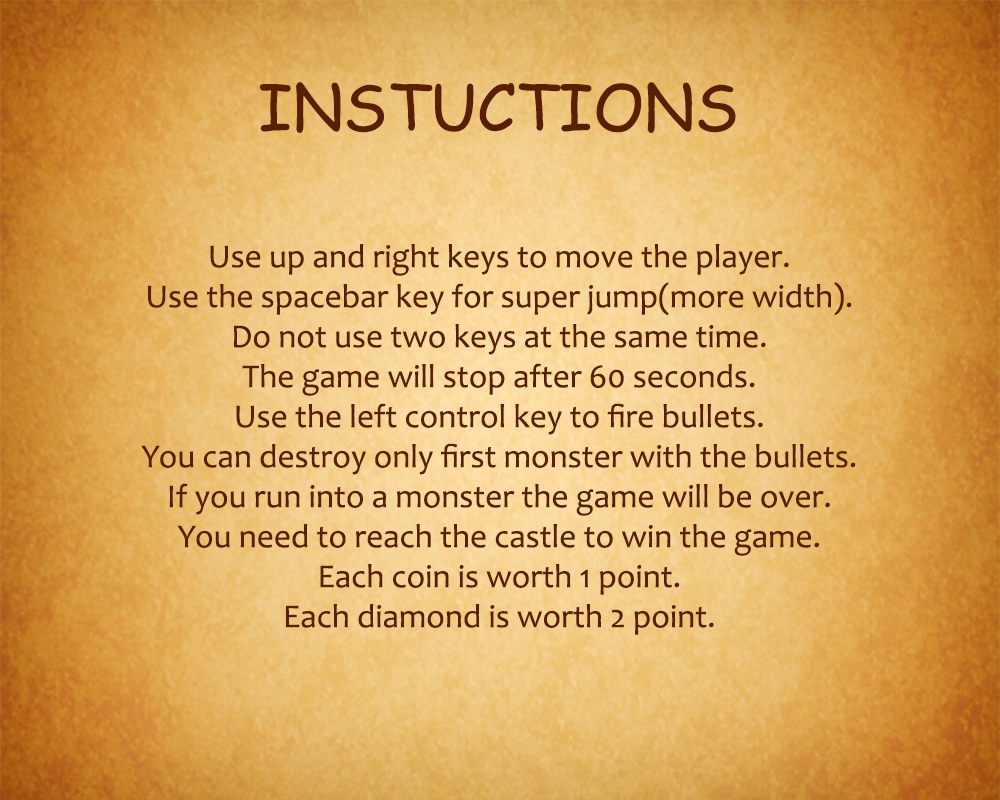 INSTUCTIONS
Use up and right keys to move the player.
Use the spacebar key for super jump(more width).
Do not use two keys at the same time.
The game will stop after 60 seconds.
Use the left control key to fire bullets.
You can destroy only first monster with the bullets.
If you run into a monster the game will be over.
You need to reach the castle to win the game.
Each coin is worth 1 point.
Each diamond is worth 2 point.